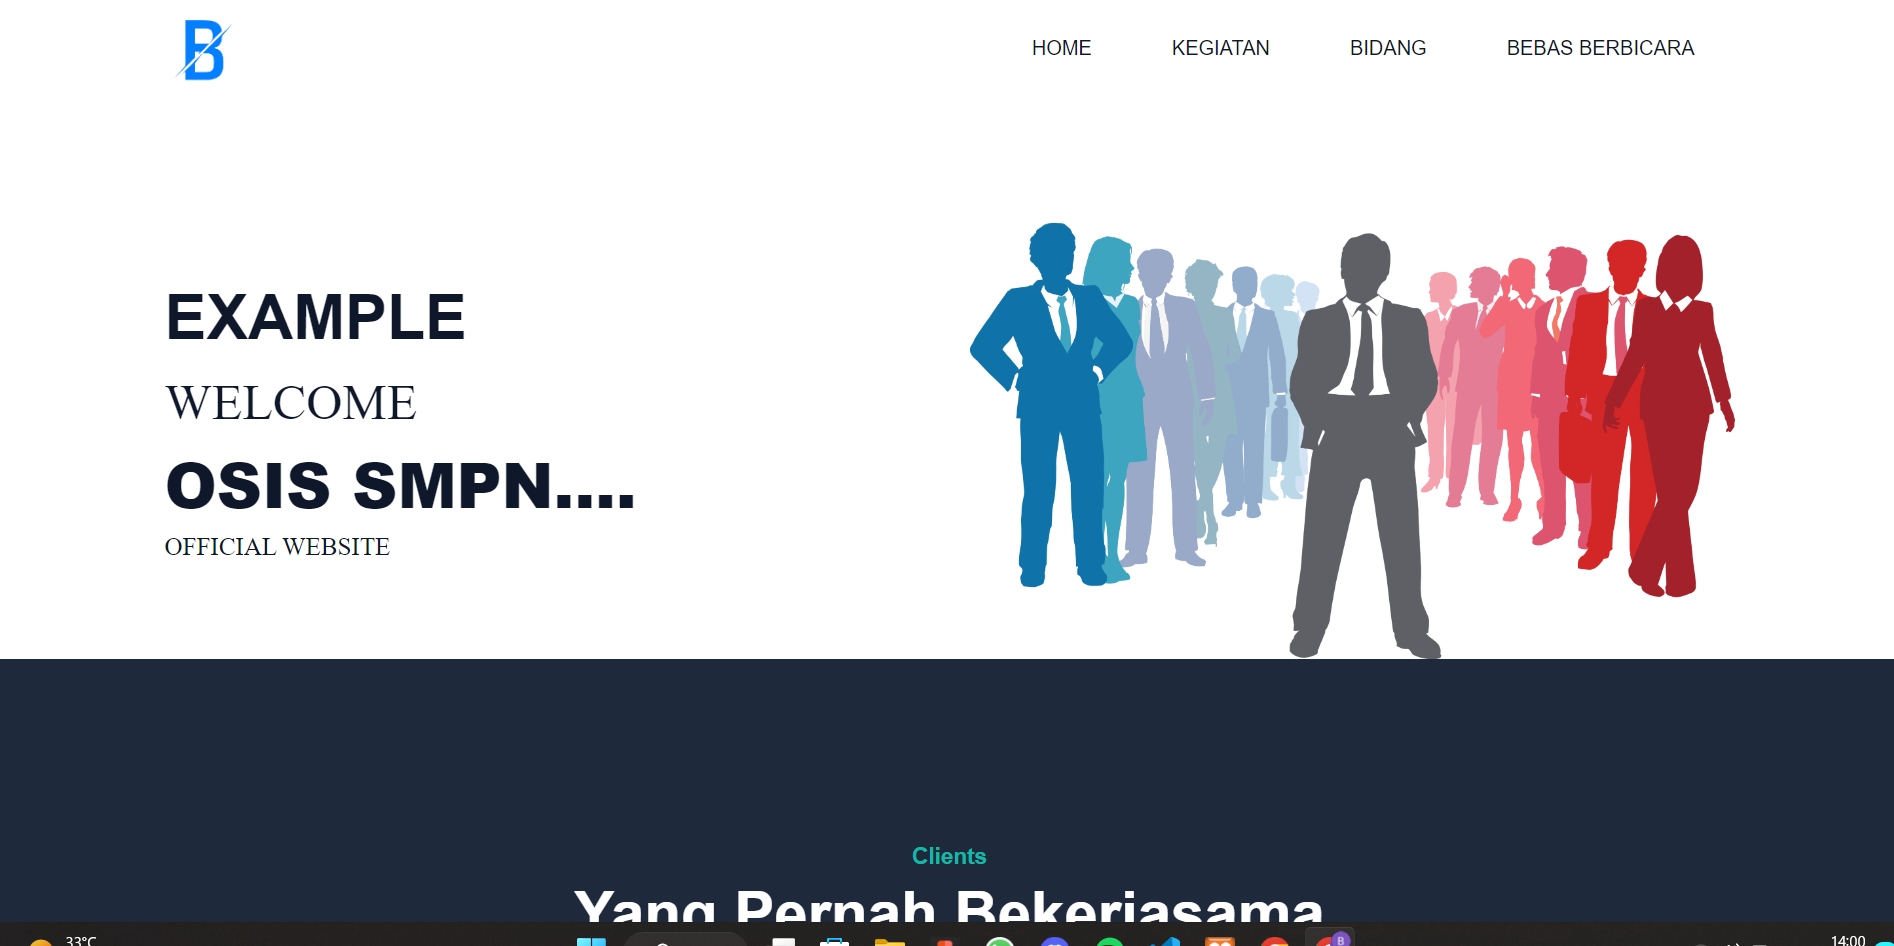 B
HOME KEGIATAN BIDANG BEBAS BERBICARA
EXAMPLE
WELCOME
OSIS SMPN....
OFFICIAL WEBSITE
Clients
Yang Pernah Bekerjasama
33°C
B
14:00